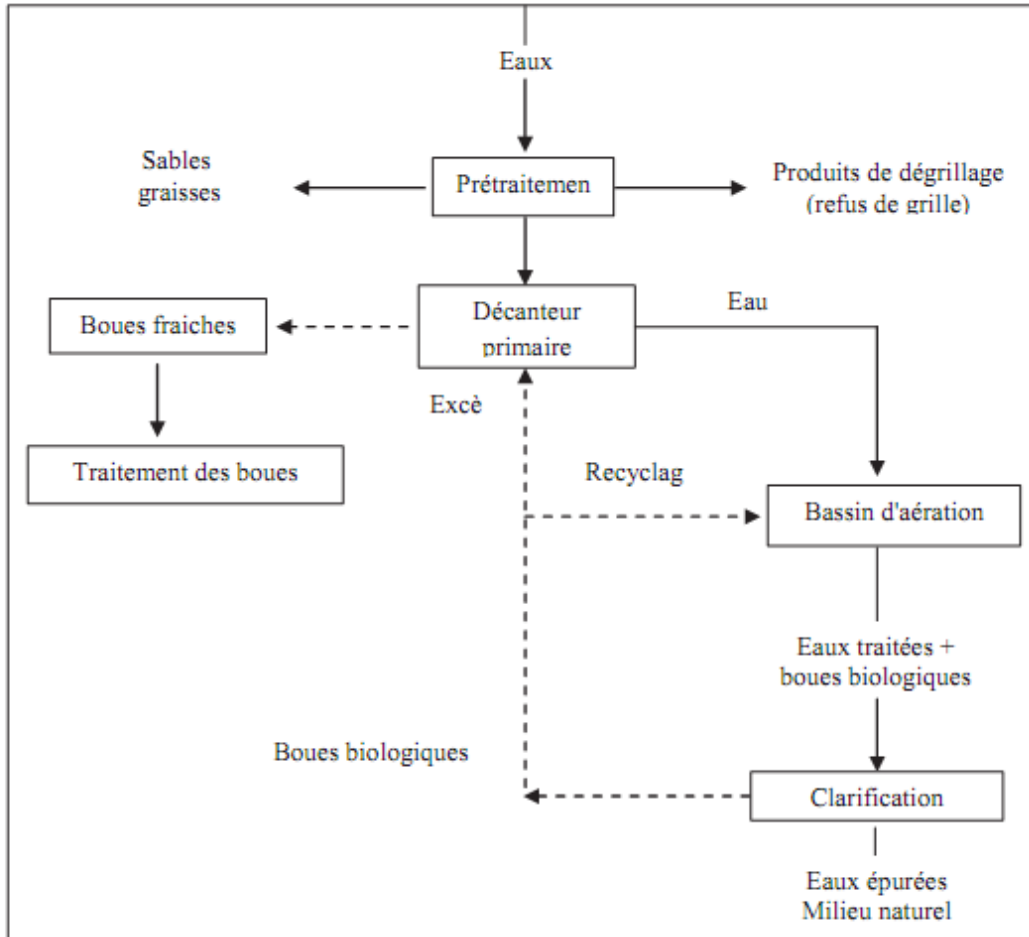 Eaux
Sables
graisses
Prétraitemen
Produits de dégrillage
(refus de grille)
Boues fraiches
Décanteur
primaire
Eau
Excè
Traitement des boues
Recyclag
Bassin d'aération
Eaux traitées +
boues biologiques
Boues biologiques
Clarification
Eaux épurées
Milieu naturel